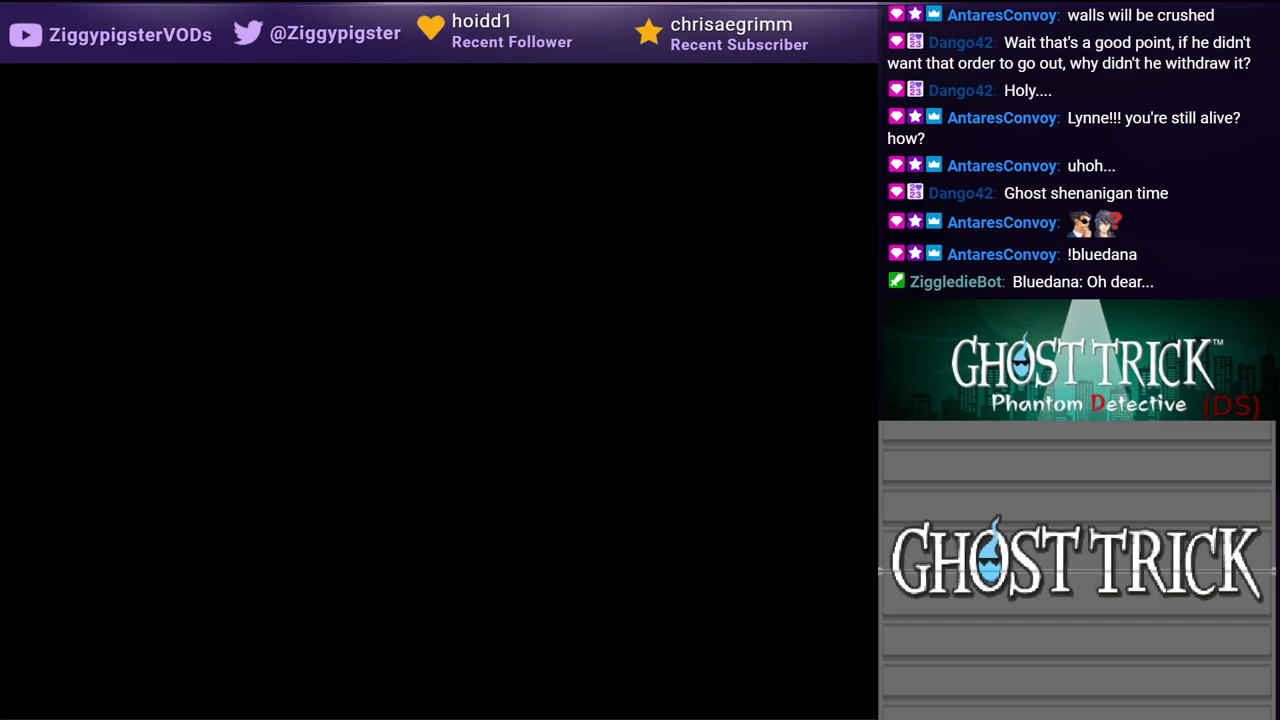 ZiggypigsterVODs
@Ziggypigster
hoidd1
Recent Follower
chrisaegrimm
Recent Subscriber
AntaresConvoy: walls will be crushed
Dango42: Wait that's a good point, if he didn't
want that order to go out, why didn't he withdraw it?
Dango42: Holy....
AntaresConvoy: Lynne!!! you're still alive?
how?
AntaresConvoy: uhoh...
Dango42: Ghost shenanigan time
AntaresConvoy:
AntaresConvoy: !bluedana
ZiggledieBot: Bluedana: Oh dear...
GHOST TRICK™
Phantom Detective (DS)
GHOST TRICK